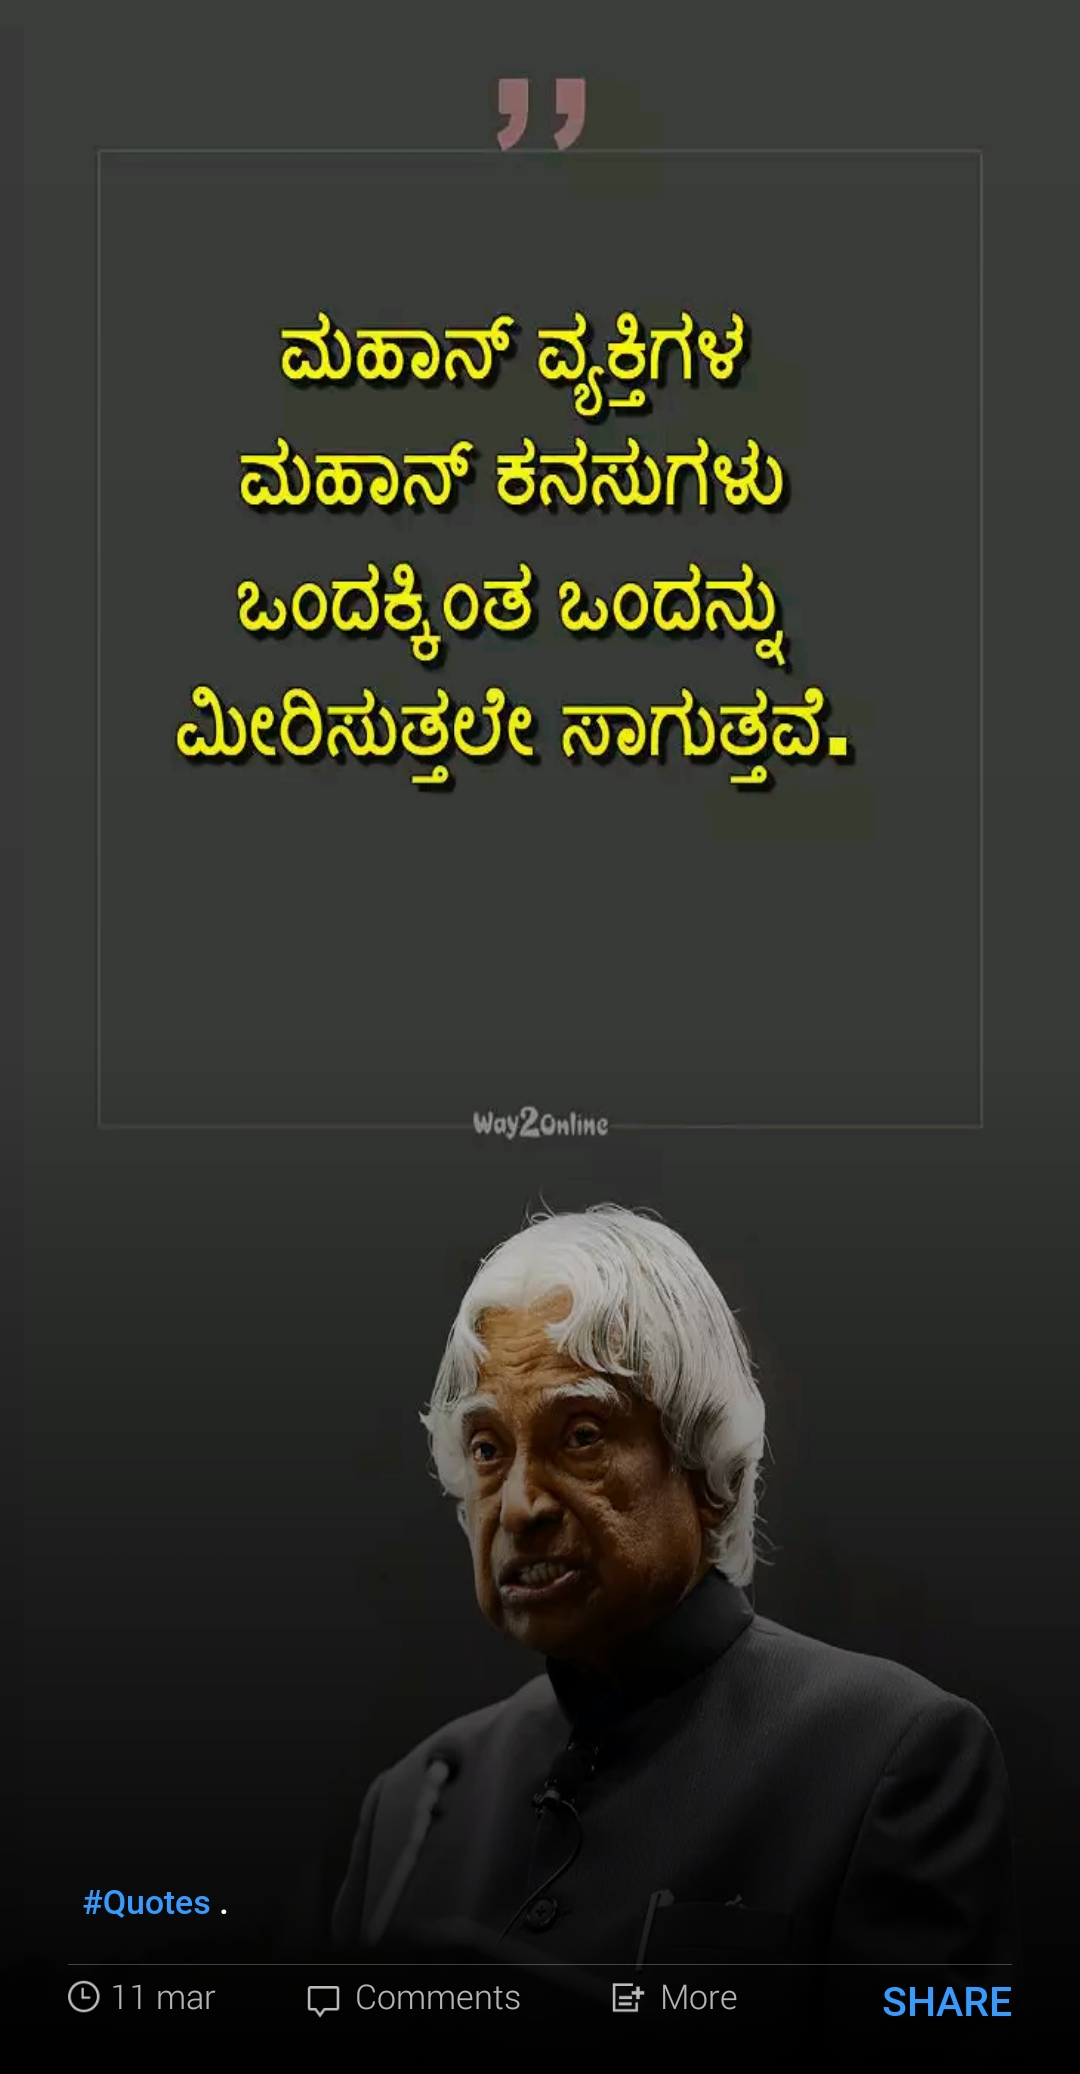 ”
ಮಹಾನ್ ವ್ಯಕ್ತಿಗಳ
ಮಹಾನ್ ಕನಸುಗಳು
ಒಂದಕ್ಕಿಂತ ಒಂದನ್ನು
ಮೀರಿಸುತ್ತಲೇ ಸಾಗುತ್ತವೆ.
Way2Online
#Quotes .
11 mar Comments More SHARE